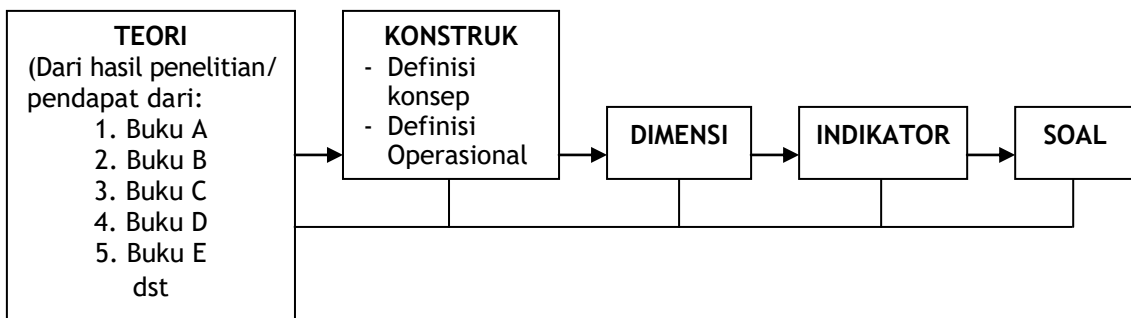 TEORI
(Dari hasil penelitian/
pendapat dari:
1. Buku A
2. Buku B
3. Buku C
4. Buku D
5. Buku E
dst
KONSTRUK
- Definisi
konsep
- Definisi
Operasional
DIMENSI
INDIKATOR
SOAL